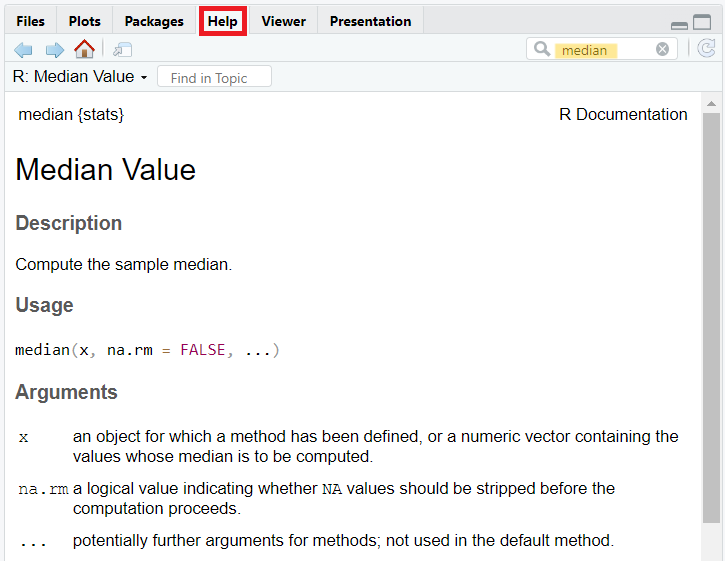 Files Plots Packages Help Viewer Presentation
median
R: Median Value Find in Topic
median {stats} R Documentation
Median Value
Description
Compute the sample median.
Usage
median(x, na.rm = FALSE, ...)
Arguments
x an object for which a method has been defined, or a numeric vector containing the
values whose median is to be computed.
na.rm a logical value indicating whether NA values should be stripped before the
computation proceeds.
... potentially further arguments for methods; not used in the default method.